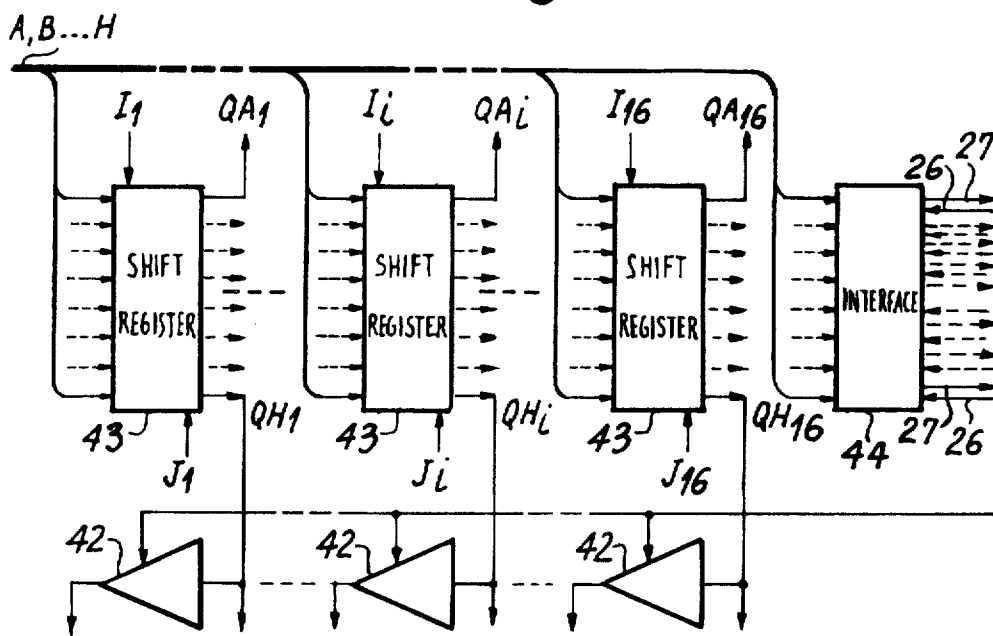 A, B...H
I1 QA1 Ii QAi I16 QA16
26 27
SHIFT REGISTER
SHIFT REGISTER
SHIFT REGISTER
INTERFACE
43 QH1 43 QHi 43 QH16 44 27 26
J1 Ji J16
42 42 42